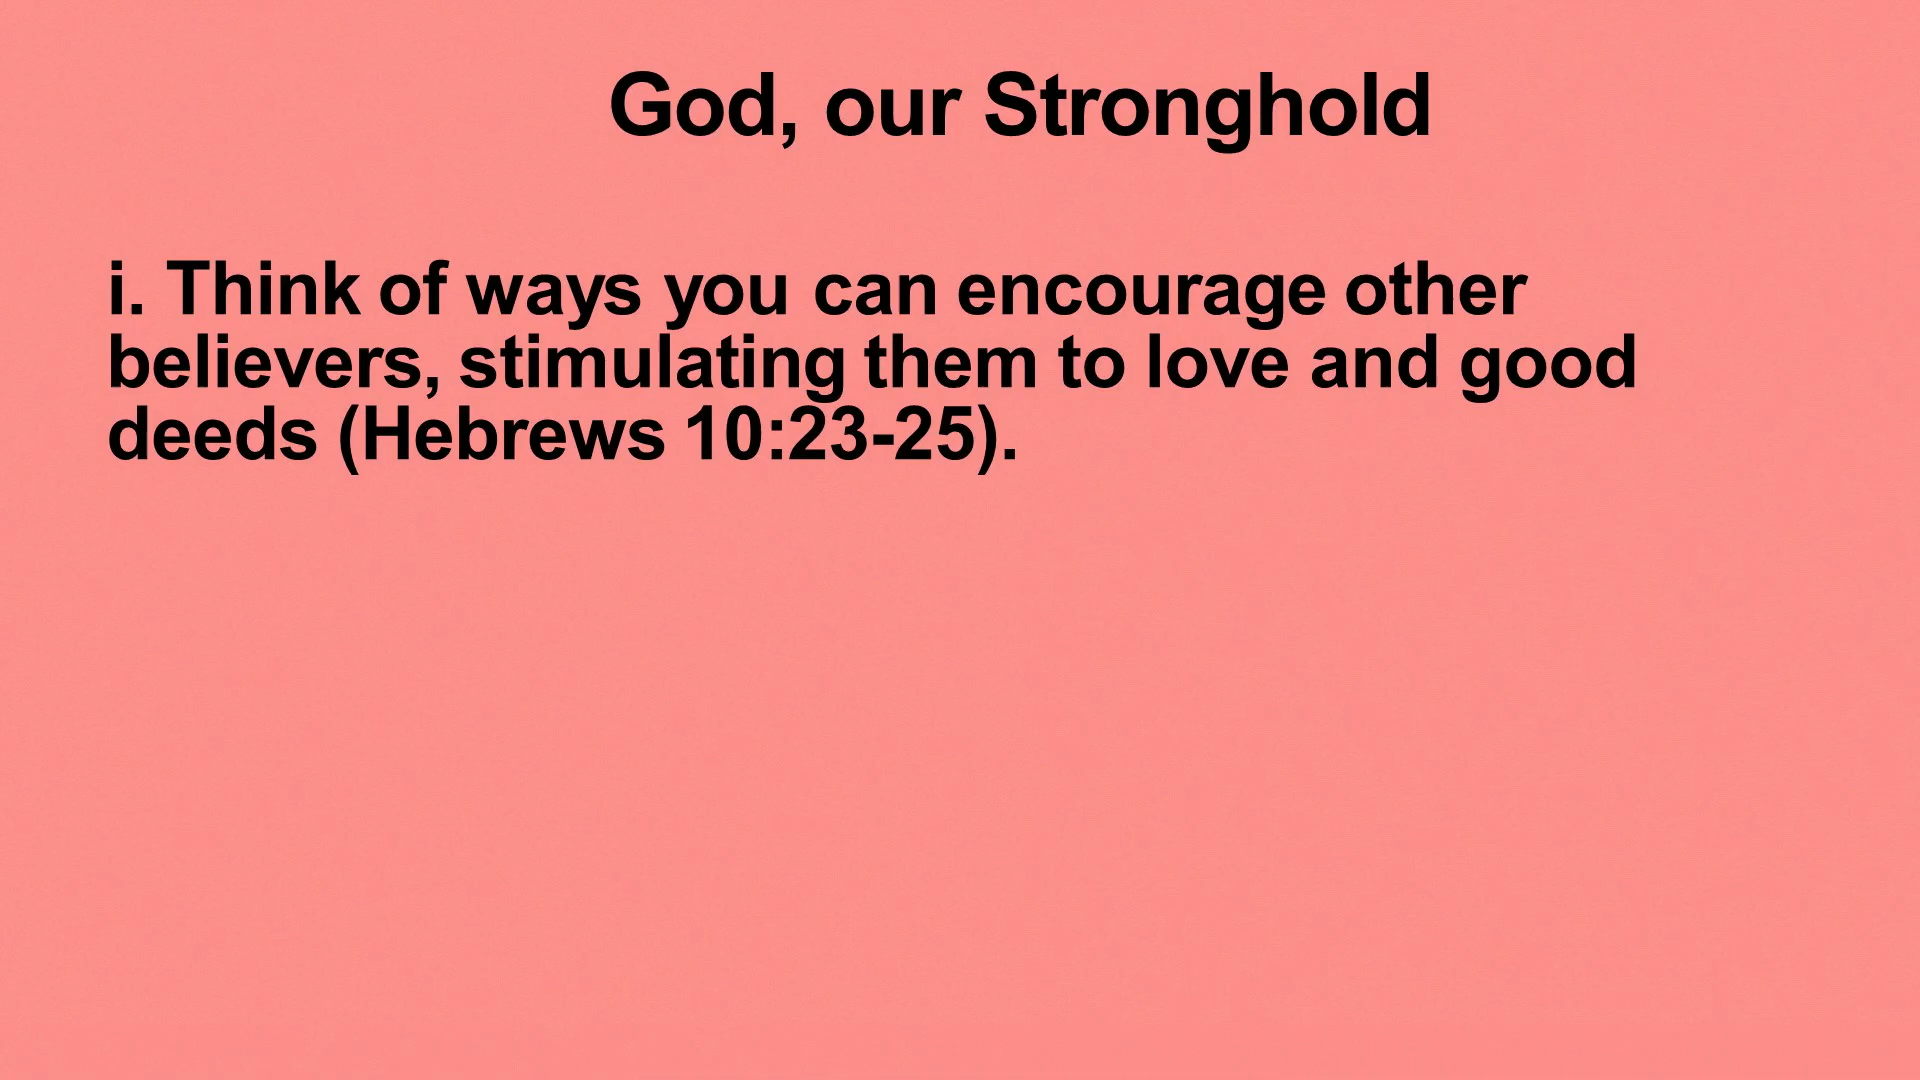 God, our Stronghold
i. Think of ways you can encourage other
believers, stimulating them to love and good
deeds (Hebrews 10:23-25).